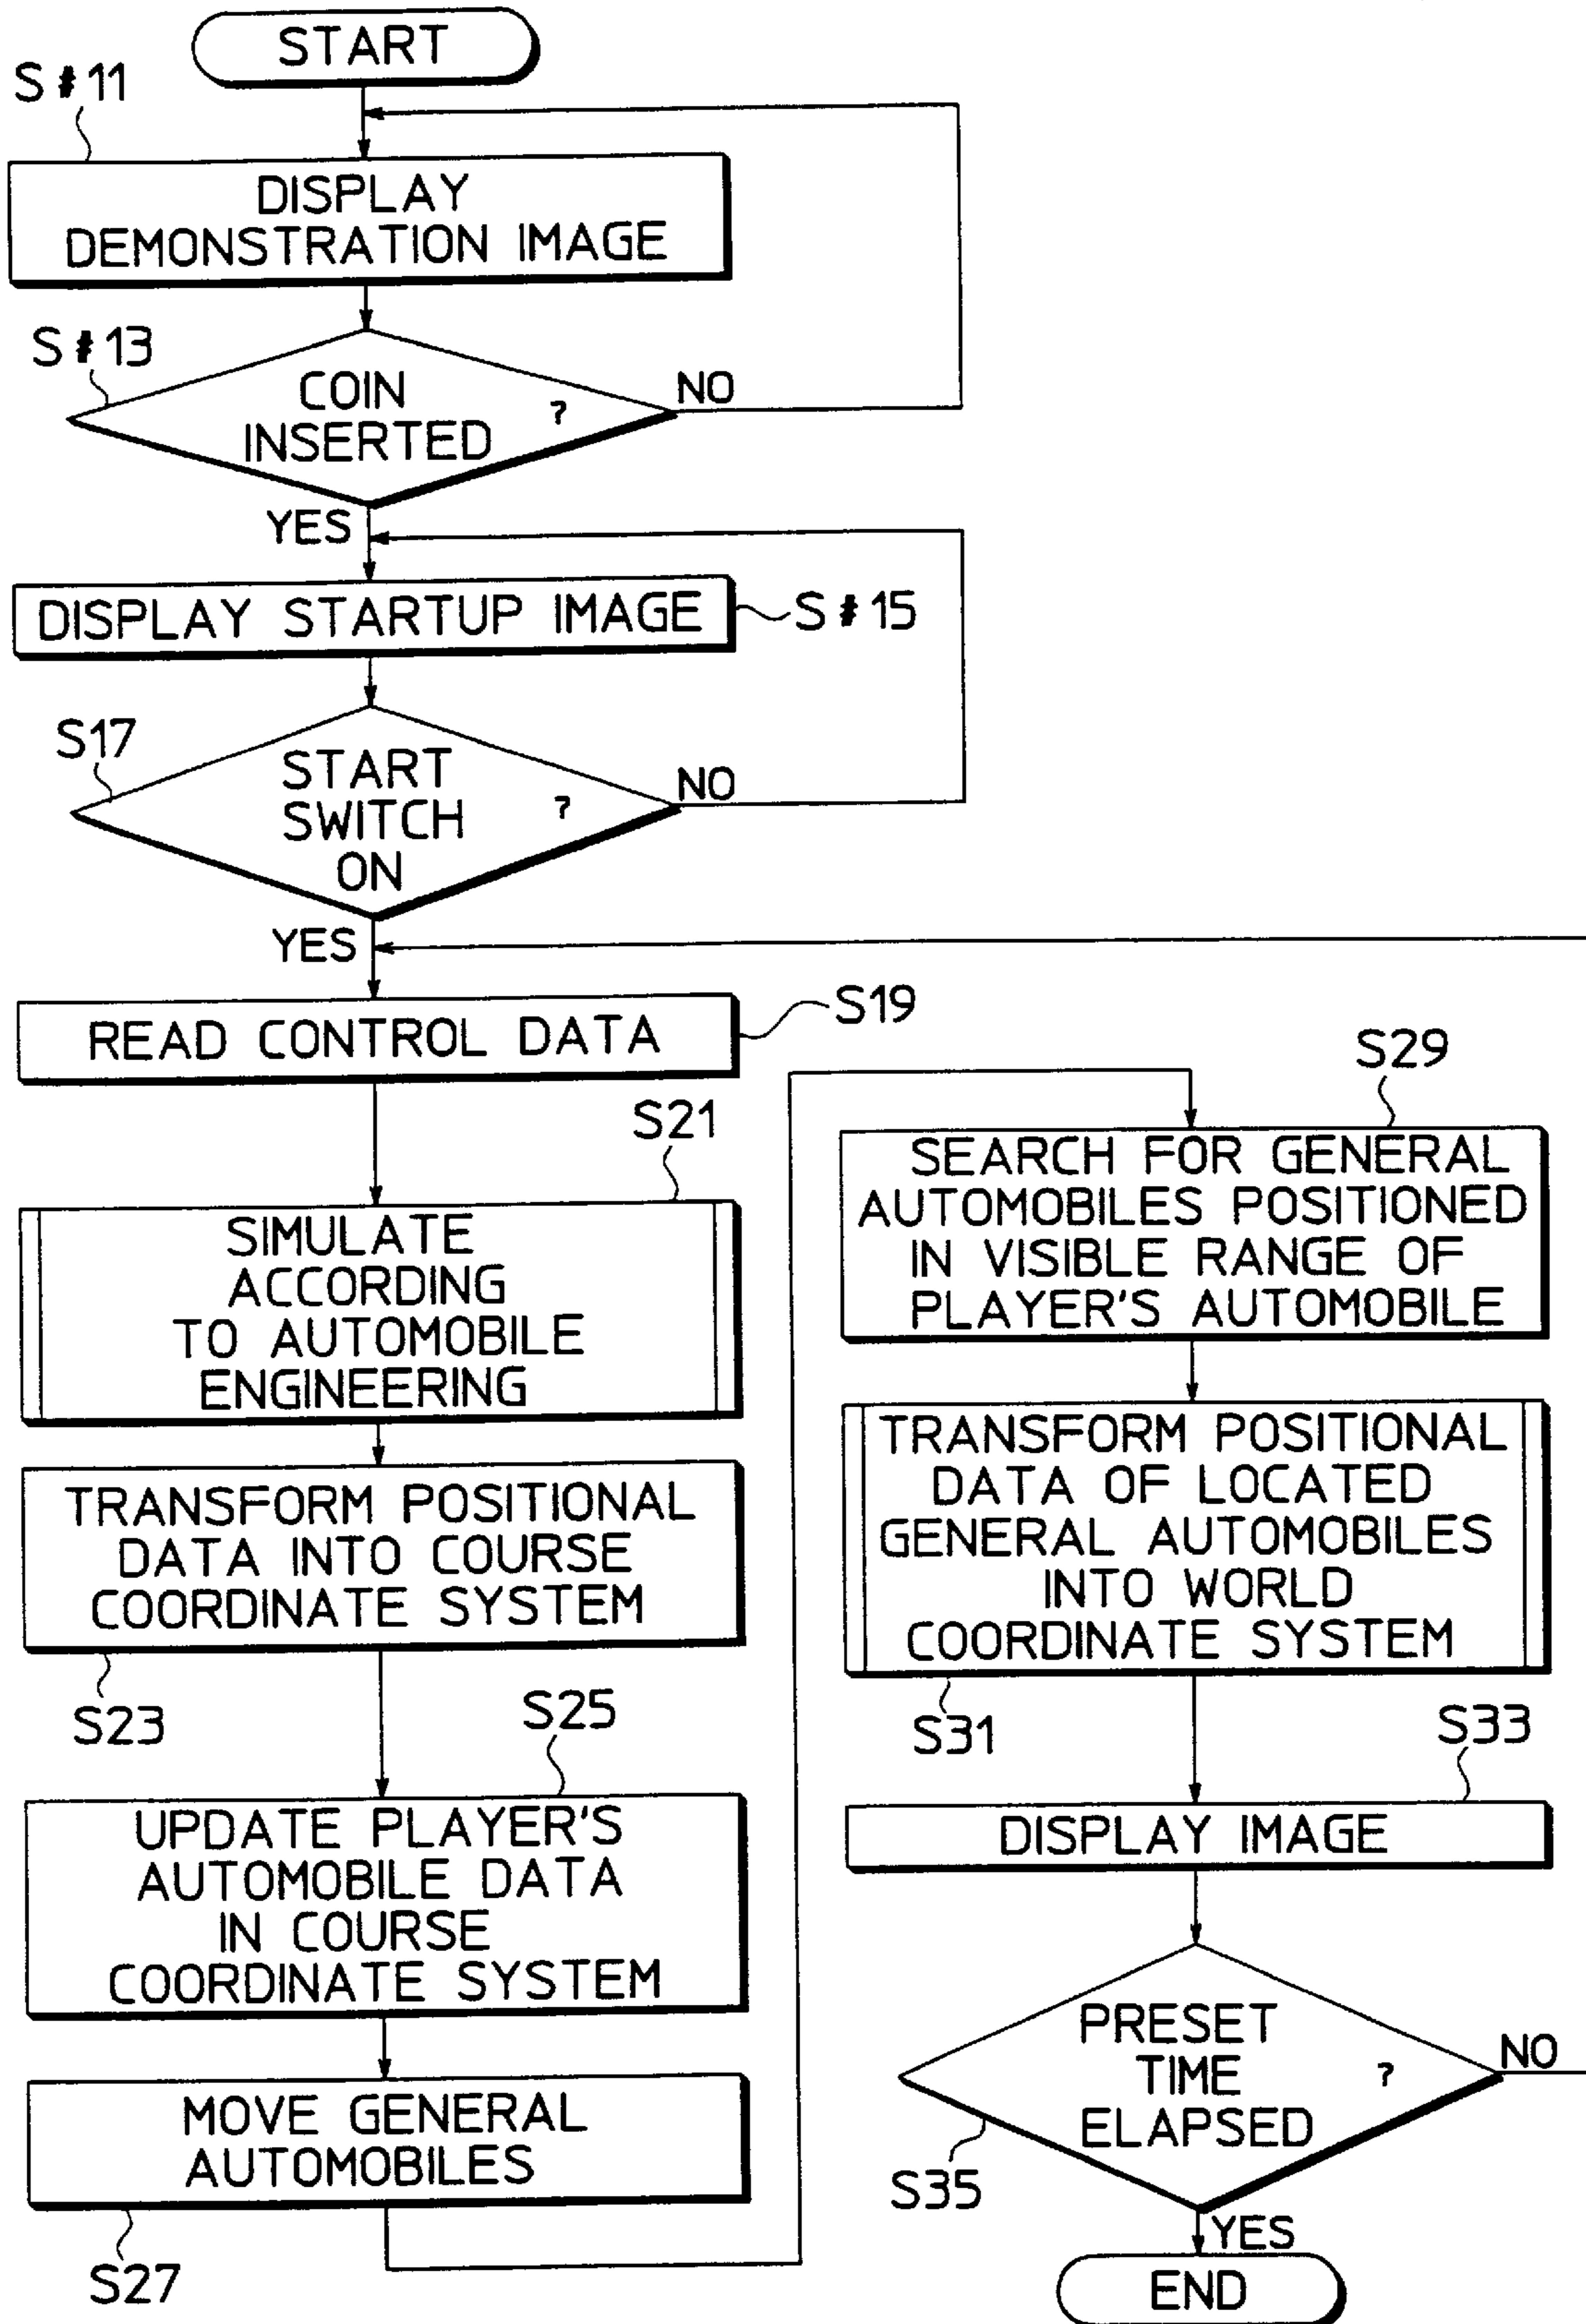 START
S#11
DISPLAY
DEMONSTRATION IMAGE
S#13
COIN
INSERTED ?
NO
YES
DISPLAY STARTUP IMAGE
S#15
S17
START
SWITCH ?
ON
NO
YES
READ CONTROL DATA
S19
S21
SIMULATE
ACCORDING
TO AUTOMOBILE
ENGINEERING
TRANSFORM POSITIONAL
DATA INTO COURSE
COORDINATE SYSTEM
S23
S25
UPDATE PLAYER'S
AUTOMOBILE DATA
IN COURSE
COORDINATE SYSTEM
MOVE GENERAL
AUTOMOBILES
S27
S29
SEARCH FOR GENERAL
AUTOMOBILES POSITIONED
IN VISIBLE RANGE OF
PLAYER'S AUTOMOBILE
TRANSFORM POSITIONAL
DATA OF LOCATED
GENERAL AUTOMOBILES
INTO WORLD
COORDINATE SYSTEM
S31
S33
DISPLAY IMAGE
PRESET
TIME ?
ELAPSED
NO
S35
YES
END